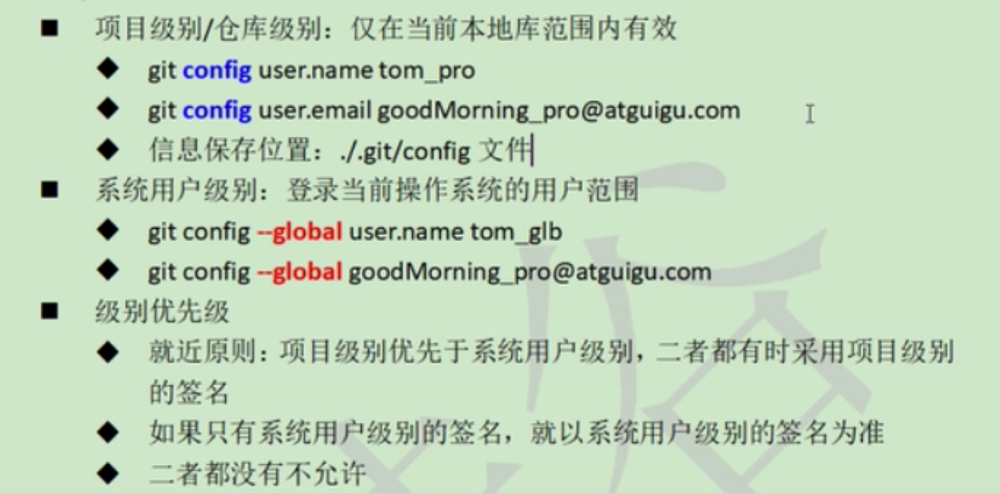 ■ 项目级别/仓库级别：仅在当前本地库范围内有效
◆ git config user.name tom_pro
◆ git config user.email goodMorning_pro@atguigu.com
◆ 信息保存位置：./.git/config 文件
■ 系统用户级别：登录当前操作系统的用户范围
◆ git config --global user.name tom_glb
◆ git config --global goodMorning_pro@atguigu.com
■ 级别优先级
◆ 就近原则：项目级别优先于系统用户级别，二者都有时采用项目级别
的签名
◆ 如果只有系统用户级别的签名，就以系统用户级别的签名为准
◆ 二者都没有不允许